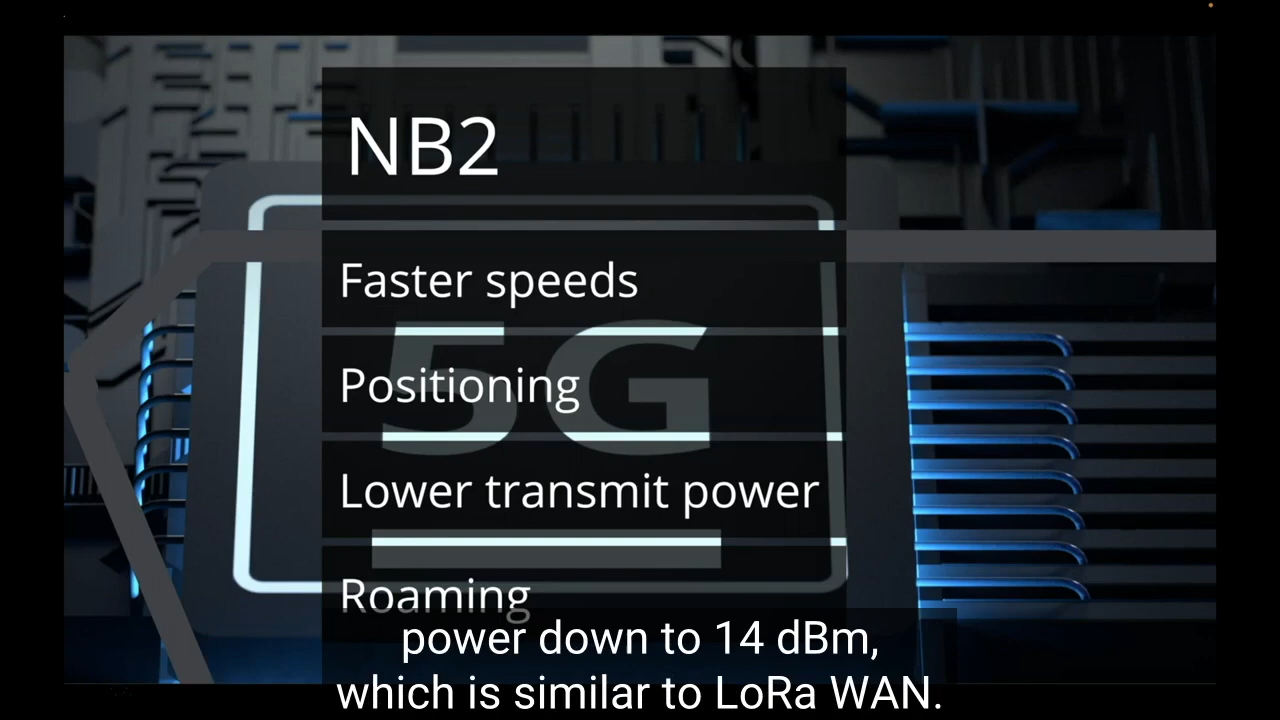 NB2
Faster speeds
5G
Positioning
Lower transmit power
Roaming
power down to 14 dBm,
which is similar to LoRa WAN.